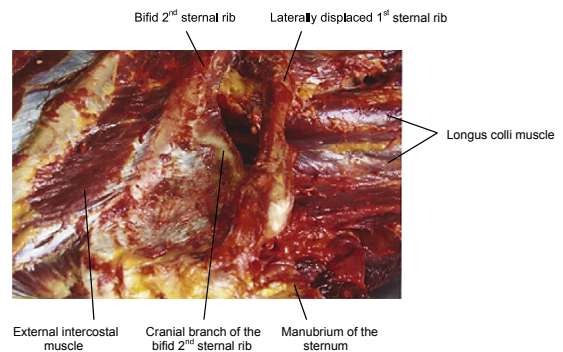 Bifid 2nd sternal rib
Laterally displaced 1st sternal rib
Longus colli muscle
External intercostal
muscle
Cranial branch of the
bifid 2nd sternal rib
Manubrium of the
sternum